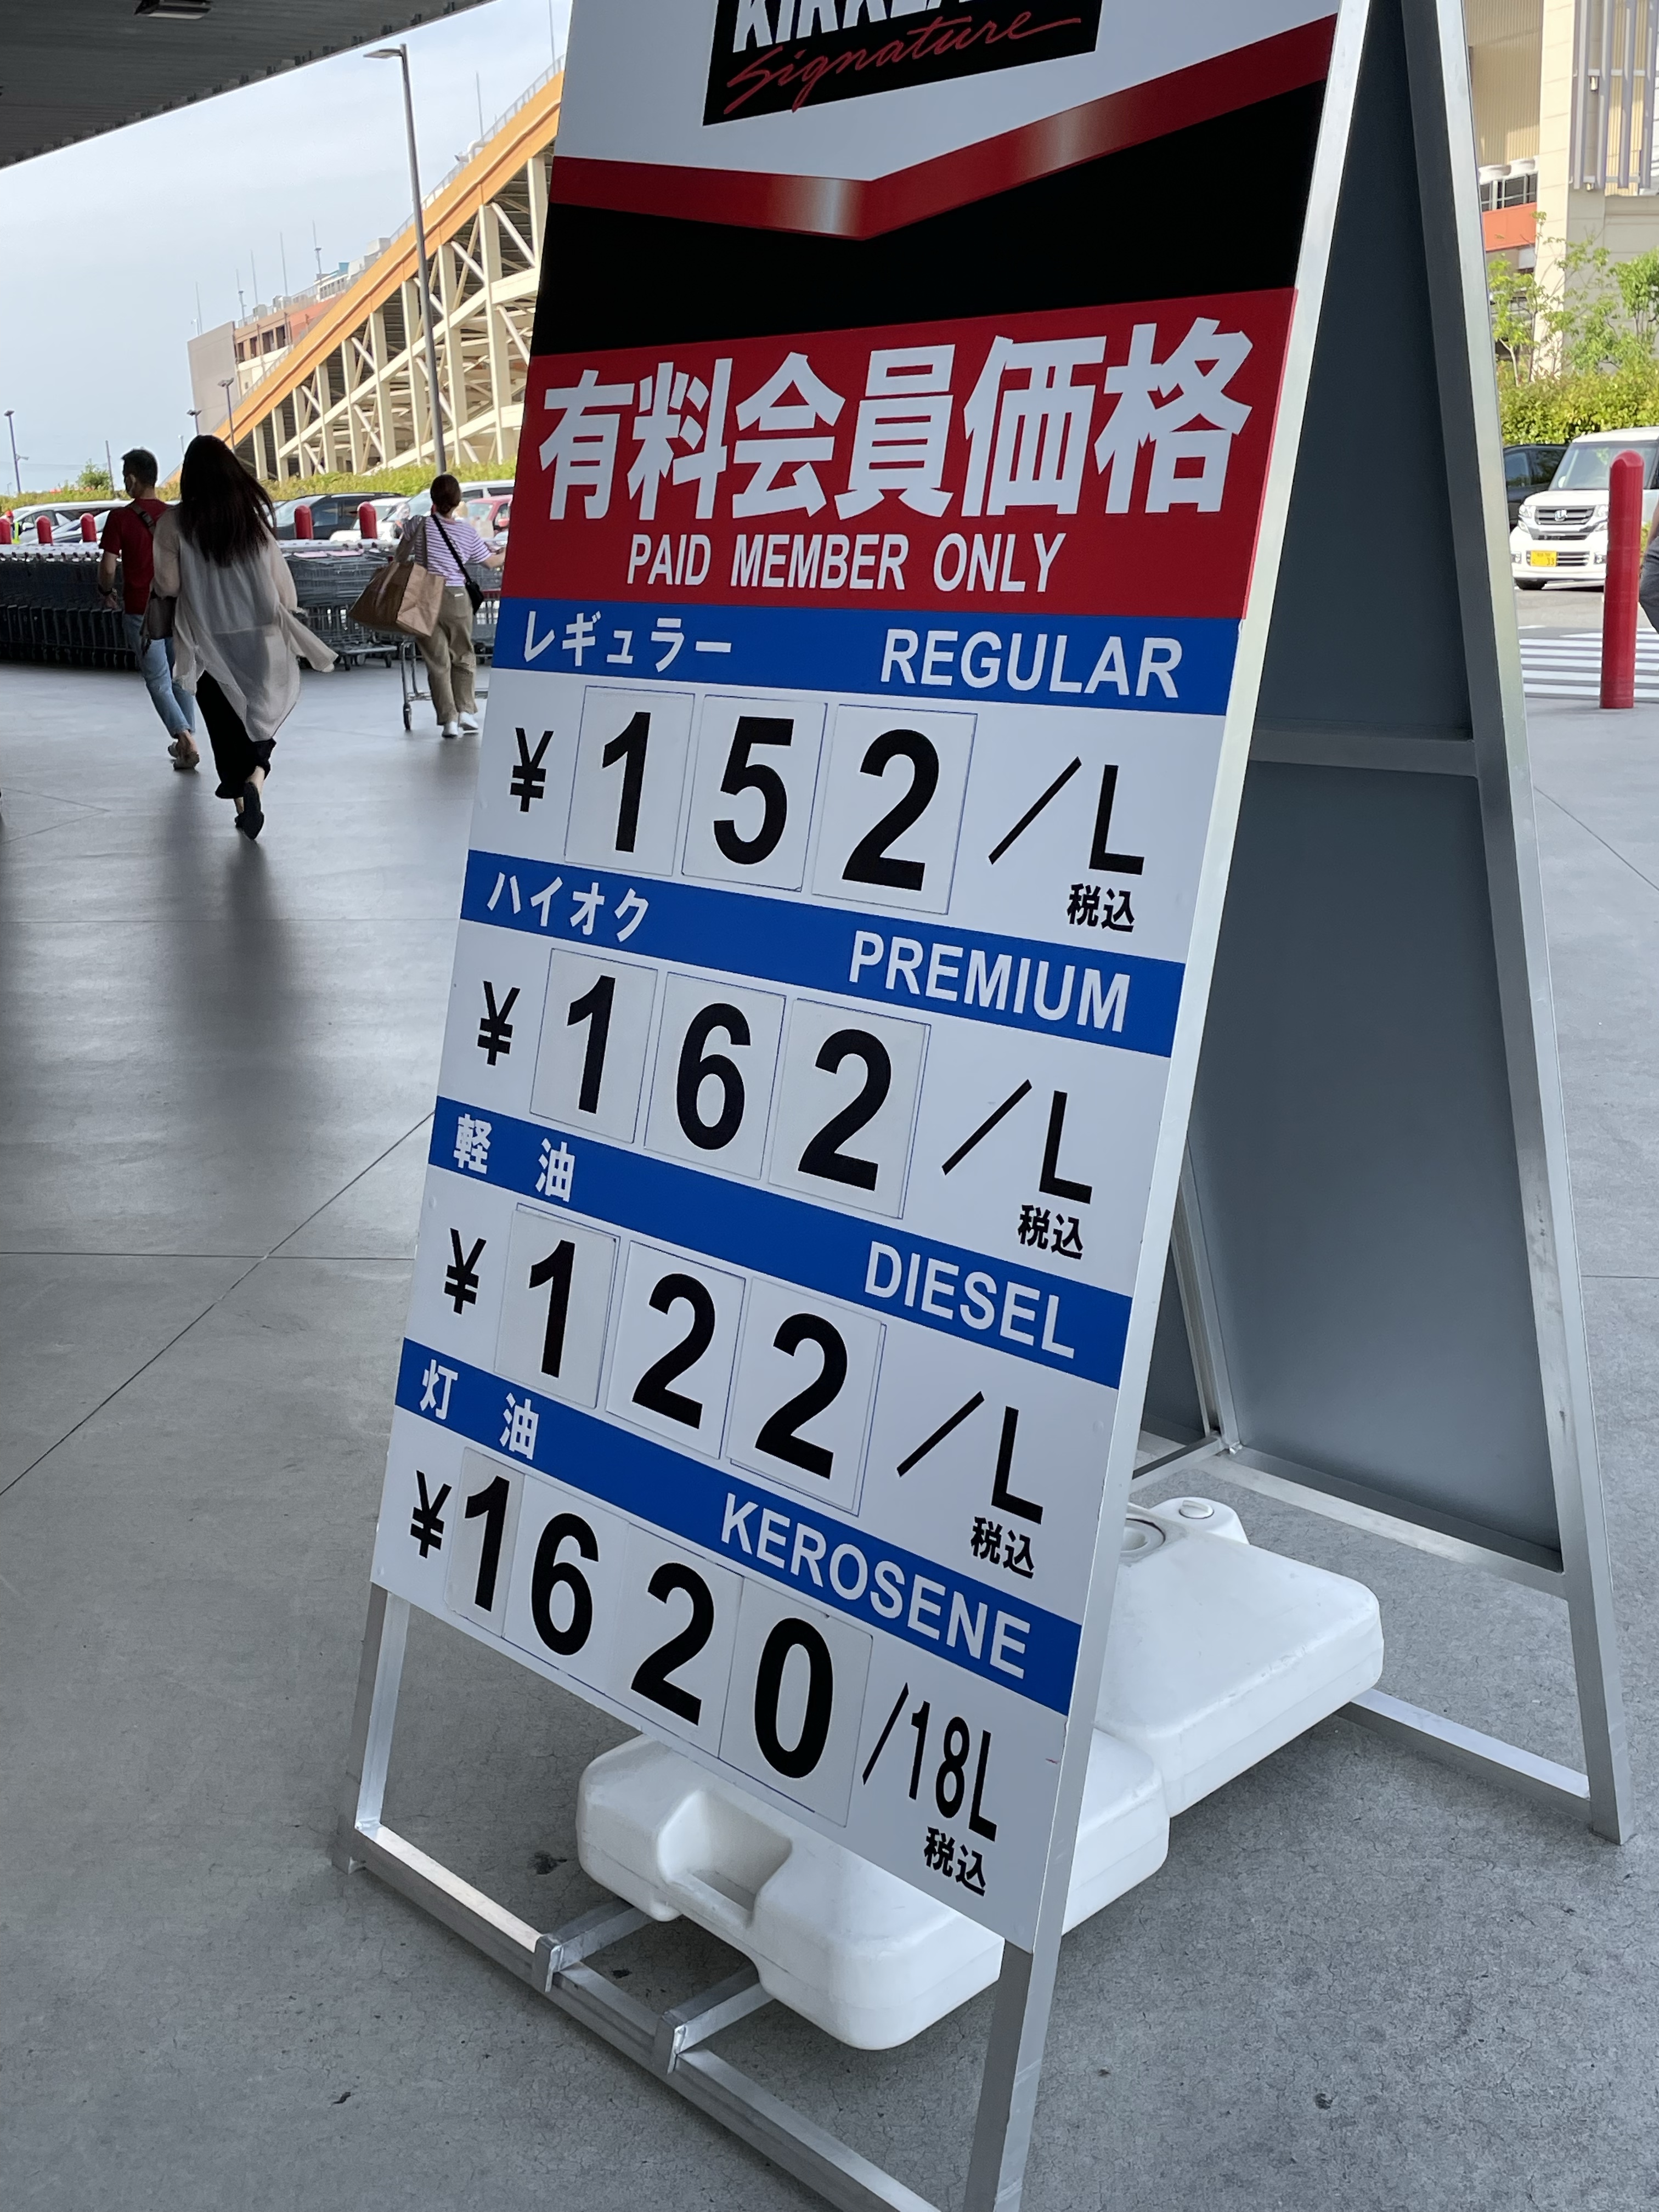 Signature
有料会員価格
PAID MEMBER ONLY
レギュラー REGULAR
¥152/L
税込
ハイオク PREMIUM
¥162/L
税込
軽油 DIESEL
¥122/L
税込
灯油 KEROSENE
¥1620/18L
税込